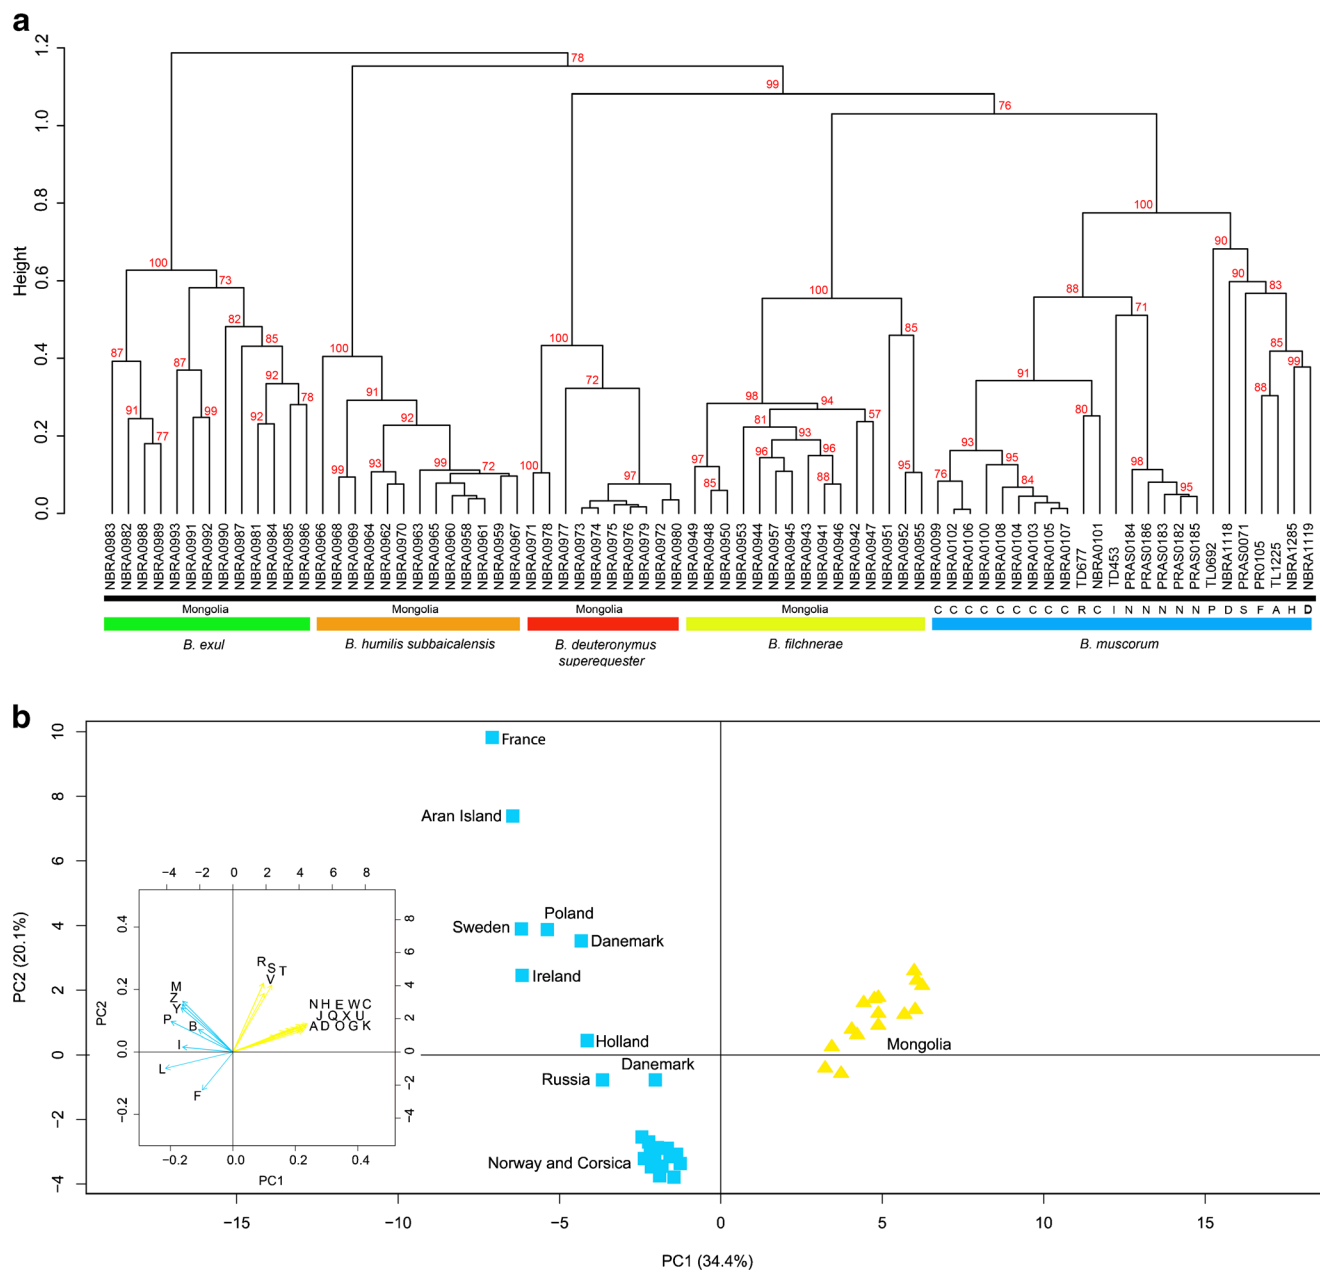 a
Height
1.2
1.0
0.8
0.6
0.4
0.2
0.0
78
99
76
100
90
100
73
90
83
88
71
100
82
85
85
100
100
85
99
87
87
92
78
91
72
91
88
98
94
80
91
99
92
92
81
93
57
93
77
99
93
99
72
100
97
97
85
96
96
88
95
76
95
84
98
95
NBRA0983
NBRA0982
NBRA0988
NBRA0989
NBRA0993
NBRA0991
NBRA0992
NBRA0990
NBRA0987
NBRA0981
NBRA0984
NBRA0985
NBRA0986
NBRA0966
NBRA0968
NBRA0969
NBRA0964
NBRA0962
NBRA0970
NBRA0963
NBRA0965
NBRA0960
NBRA0958
NBRA0961
NBRA0959
NBRA0967
NBRA0971
NBRA0978
NBRA0977
NBRA0973
NBRA0974
NBRA0975
NBRA0976
NBRA0979
NBRA0972
NBRA0980
NBRA0949
NBRA0948
NBRA0950
NBRA0953
NBRA0944
NBRA0957
NBRA0945
NBRA0943
NBRA0941
NBRA0946
NBRA0942
NBRA0947
NBRA0951
NBRA0952
NBRA0955
NBRA0099
NBRA0102
NBRA0106
NBRA0100
NBRA0108
NBRA0104
NBRA0103
NBRA0105
NBRA0107
TD677
NBRA0101
TD453
PRAS0184
PRAS0186
PRAS0183
PRAS0182
PRAS0185
TL0692
NBRA1118
PRAS0071
PR0105
TL1225
NBRA1285
NBRA1119
Mongolia Mongolia Mongolia Mongolia C C C C C C C C C R C I N N N N N P D S F A H D
B. exul B. humilis subbaicalensis B. deuteronymus B. filchnerae B. muscorum
superequester
b
PC2 (20.1%)
10
8
6
4
2
0
−2
−4
France
Aran Island
Sweden
Poland
Danemark
Ireland
Holland
Danemark
Russia
Norway and Corsica
Mongolia
−4 −2 0 2 4 6 8
PC2
0.4
0.2
0.0
−0.2
8
6
4
2
0
−2
−4
R S T
V
M
Z
Y
P
B
I
L
F
N H E W C
J Q X U
A D O G K
−0.2 0.0 0.2 0.4
PC1
−15 −10 −5 0 5 10 15
PC1 (34.4%)